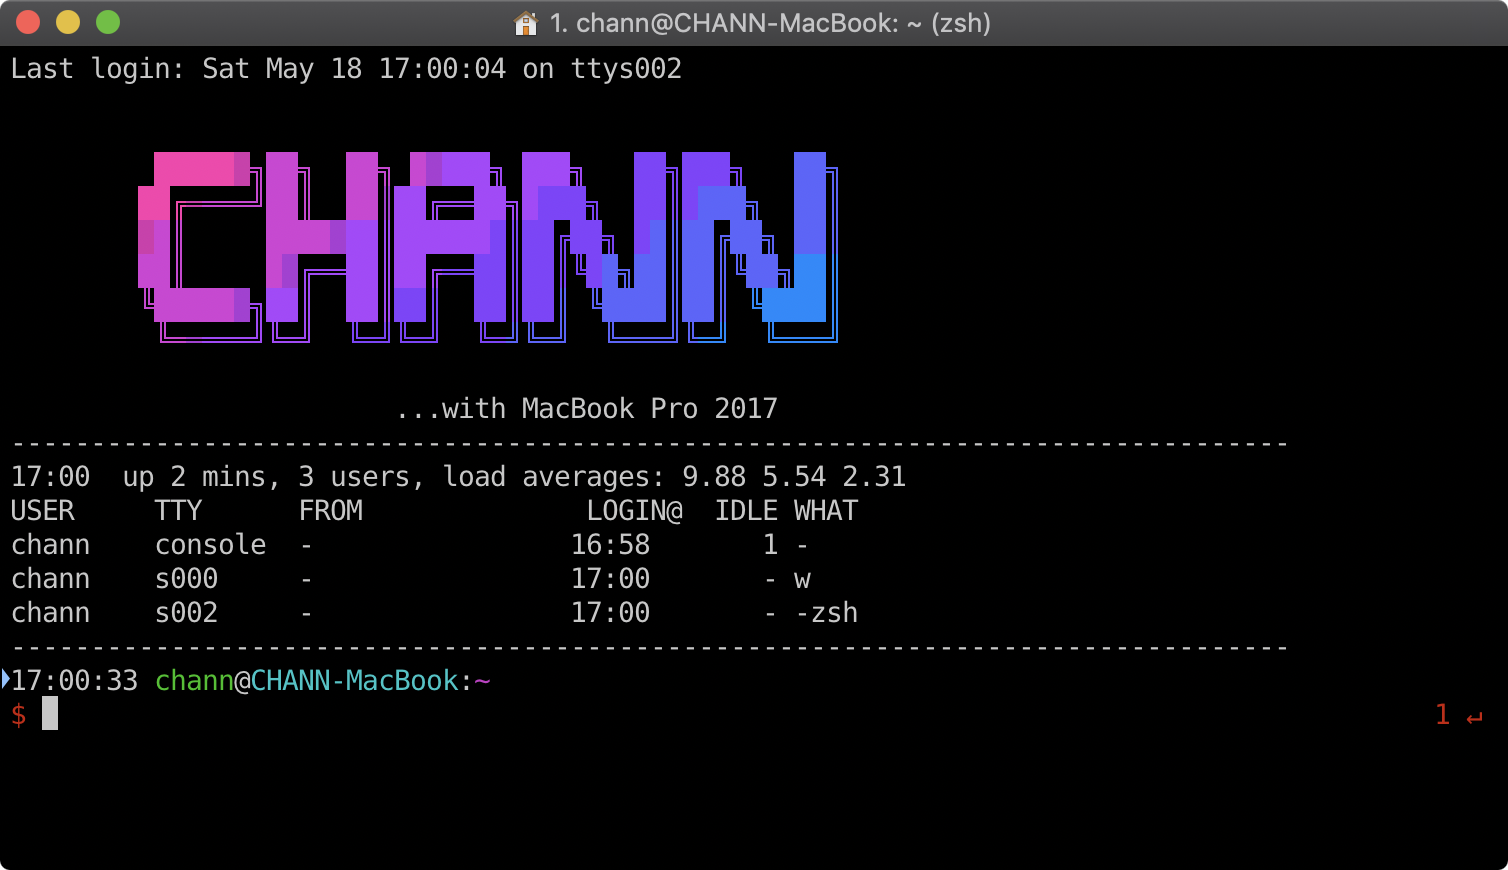 1. chann@CHANN-MacBook: ~ (zsh)
Last login: Sat May 18 17:00:04 on ttys002
CHANN
...with MacBook Pro 2017
--------------------------------------------------------------------------------
17:00  up 2 mins, 3 users, load averages: 9.88 5.54 2.31
USER     TTY      FROM              LOGIN@  IDLE WHAT
chann    console  -                16:58       1 -
chann    s000     -                17:00       - w
chann    s002     -                17:00       - -zsh
--------------------------------------------------------------------------------
17:00:33 chann@CHANN-MacBook:~
$ 1 ↵